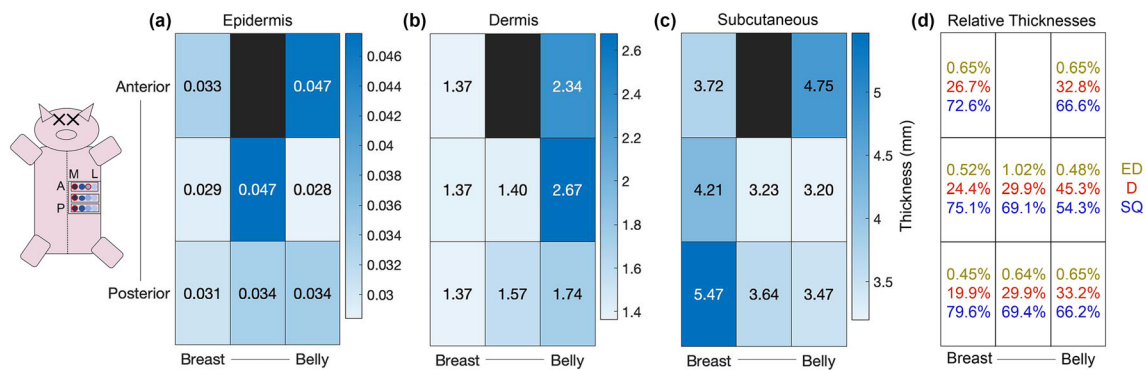 (a) Epidermis
(b) Dermis
(c) Subcutaneous
(d) Relative Thicknesses
Anterior
Posterior
M L
A
P
0.033 0.047
0.029 0.047 0.028
0.031 0.034 0.034
Breast Belly
0.046
0.044
0.042
0.04
0.038
0.036
0.034
0.032
0.03
1.37 2.34
1.37 1.40 2.67
1.37 1.57 1.74
Breast Belly
2.6
2.4
2.2
2
1.8
1.6
1.4
3.72 4.75
4.21 3.23 3.20
5.47 3.64 3.47
Breast Belly
5
4.5
4
3.5
Thickness (mm)
0.65% 0.65%
26.7% 32.8%
72.6% 66.6%
0.52% 1.02% 0.48% ED
24.4% 29.9% 45.3% D
75.1% 69.1% 54.3% SQ
0.45% 0.64% 0.65%
19.9% 29.9% 33.2%
79.6% 69.4% 66.2%
Breast Belly